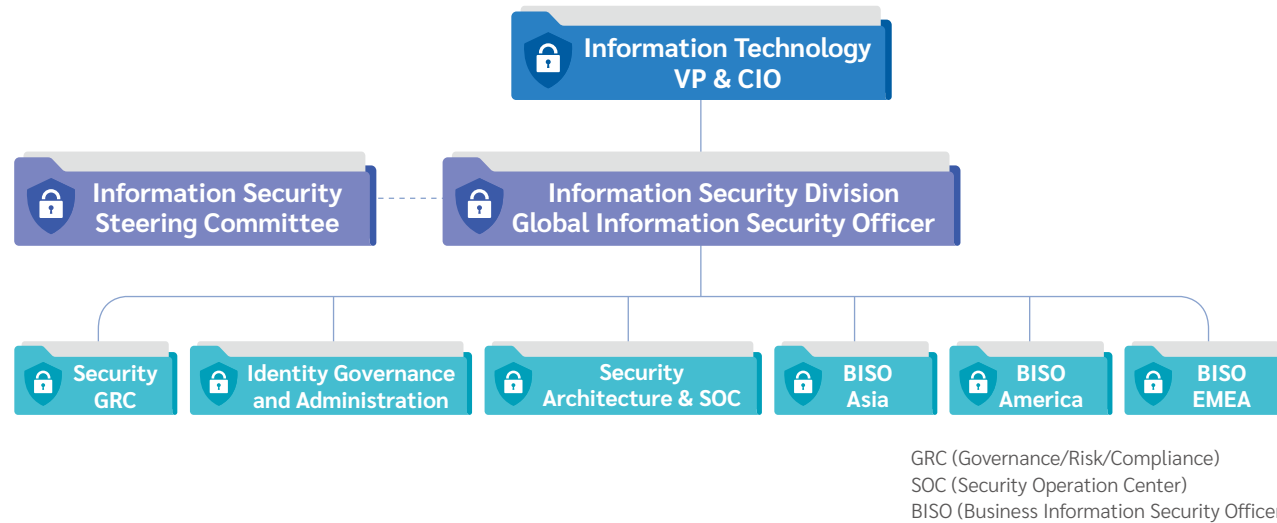 Information Technology
VP & CIO
Information Security
Steering Committee
Information Security Division
Global Information Security Officer
Security
GRC
Identity Governance
and Administration
Security
Architecture & SOC
BISO
Asia
BISO
America
BISO
EMEA
GRC (Governance/Risk/Compliance)
SOC (Security Operation Center)
BISO (Business Information Security Officer